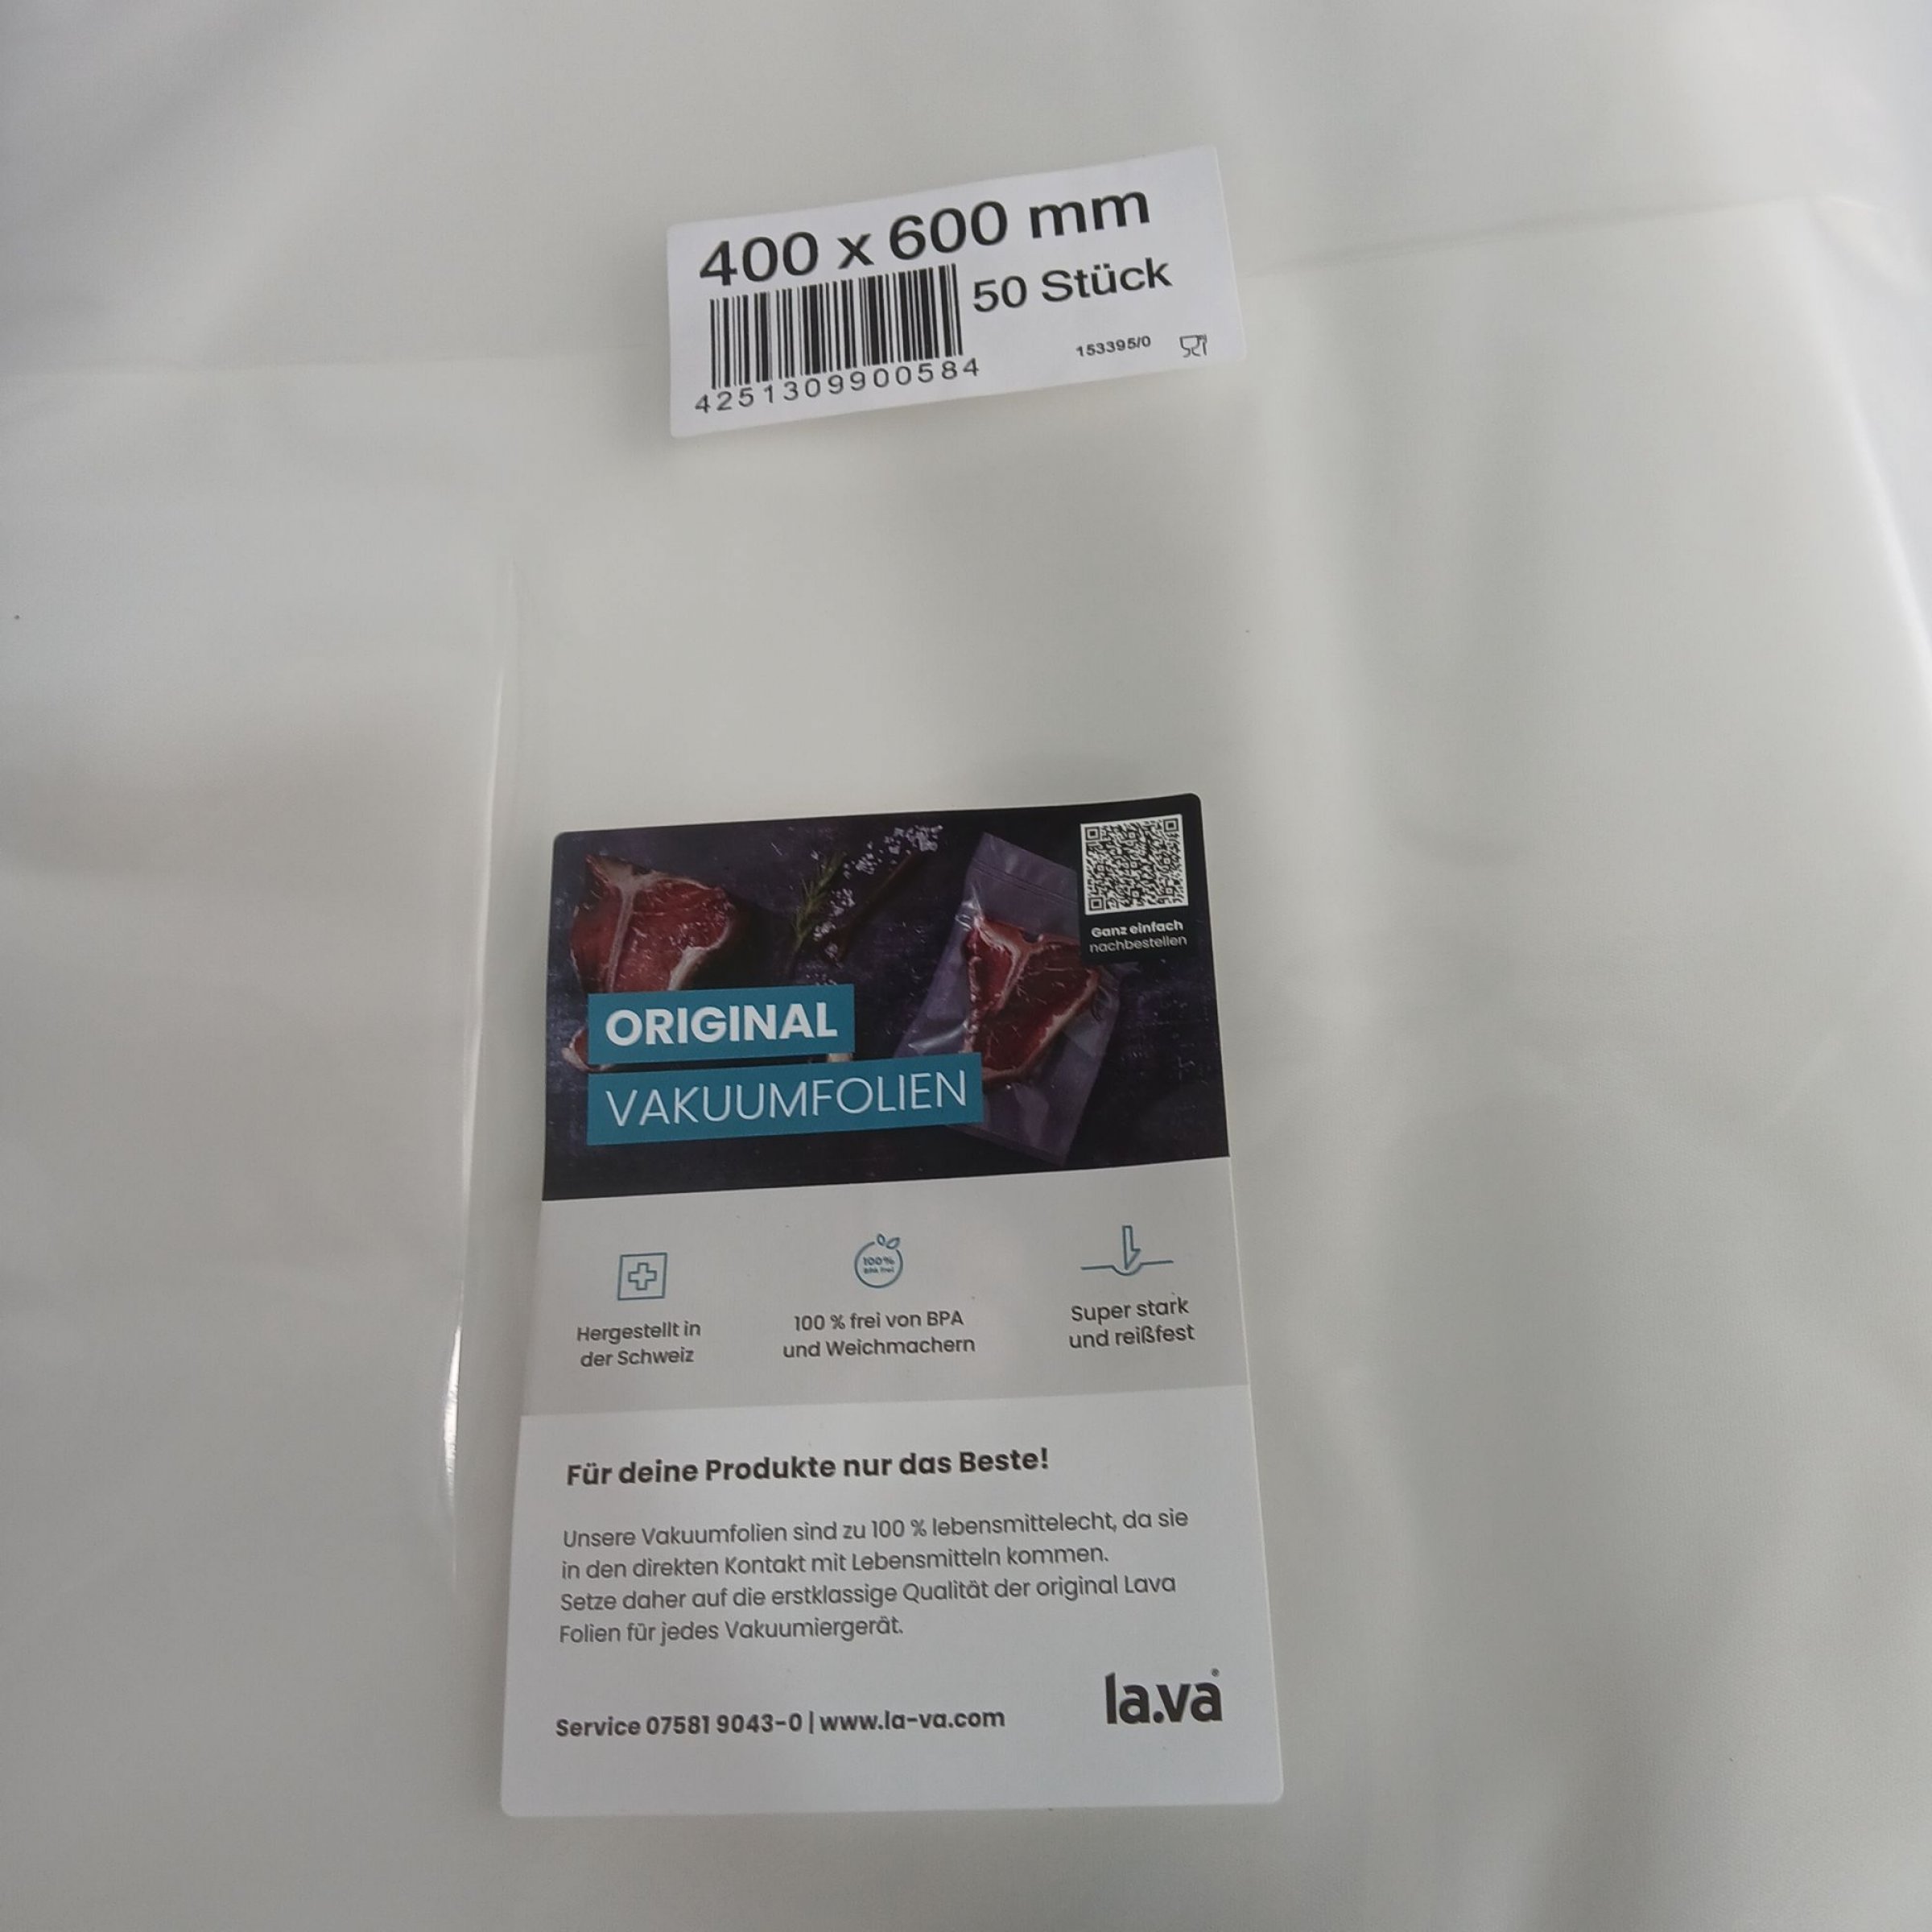 400 x 600 mm
50 Stück
4251309900584
153395/0
Ganz einfach
nachbestellen
ORIGINAL
VAKUUMFOLIEN
100%
BPA frei
Hergestellt in
der Schweiz
100 % frei von BPA
und Weichmachern
Super stark
und reißfest
Für deine Produkte nur das Beste!
Unsere Vakuumfolien sind zu 100 % lebensmittelecht, da sie
in den direkten Kontakt mit Lebensmitteln kommen.
Setze daher auf die erstklassige Qualität der original Lava
Folien für jedes Vakuumiergerät.
Service 07581 9043-0 | www.la-va.com
la.va